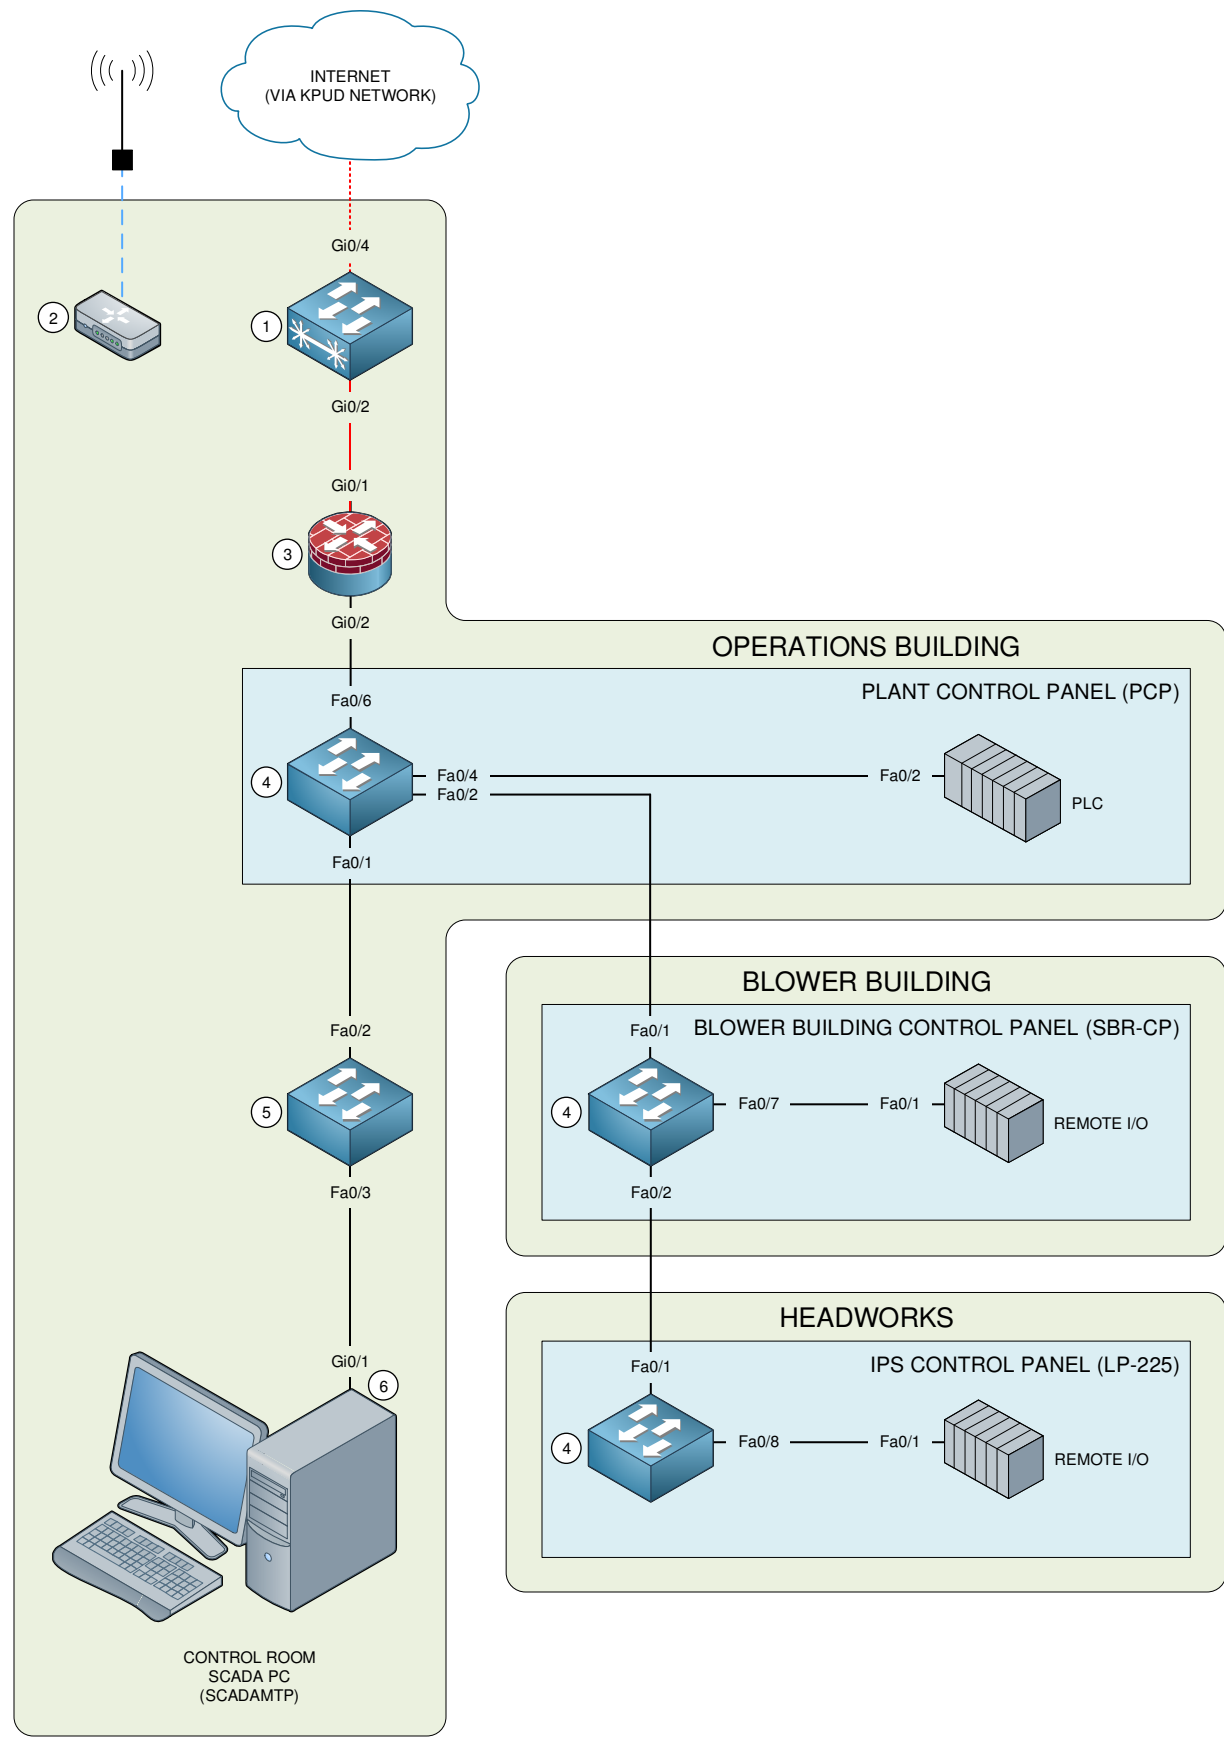 INTERNET
(VIA KPUD NETWORK)
Gi0/4
2
1
Gi0/2
Gi0/1
3
Gi0/2
OPERATIONS BUILDING
PLANT CONTROL PANEL (PCP)
Fa0/6
4
Fa0/4
Fa0/2
Fa0/2
PLC
Fa0/1
BLOWER BUILDING
BLOWER BUILDING CONTROL PANEL (SBR-CP)
Fa0/2
Fa0/1
5
4
Fa0/7
Fa0/1
REMOTE I/O
Fa0/3
Fa0/2
HEADWORKS
IPS CONTROL PANEL (LP-225)
Gi0/1
6
Fa0/1
4
Fa0/8
Fa0/1
REMOTE I/O
CONTROL ROOM
SCADA PC
(SCADAMTP)